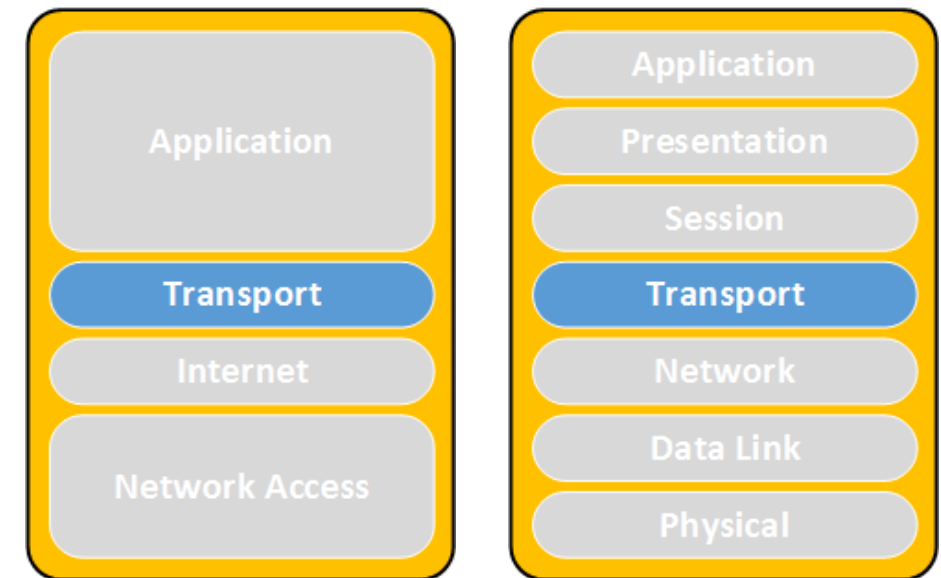 Application
Transport
Internet
Network Access
Application
Presentation
Session
Transport
Network
Data Link
Physical